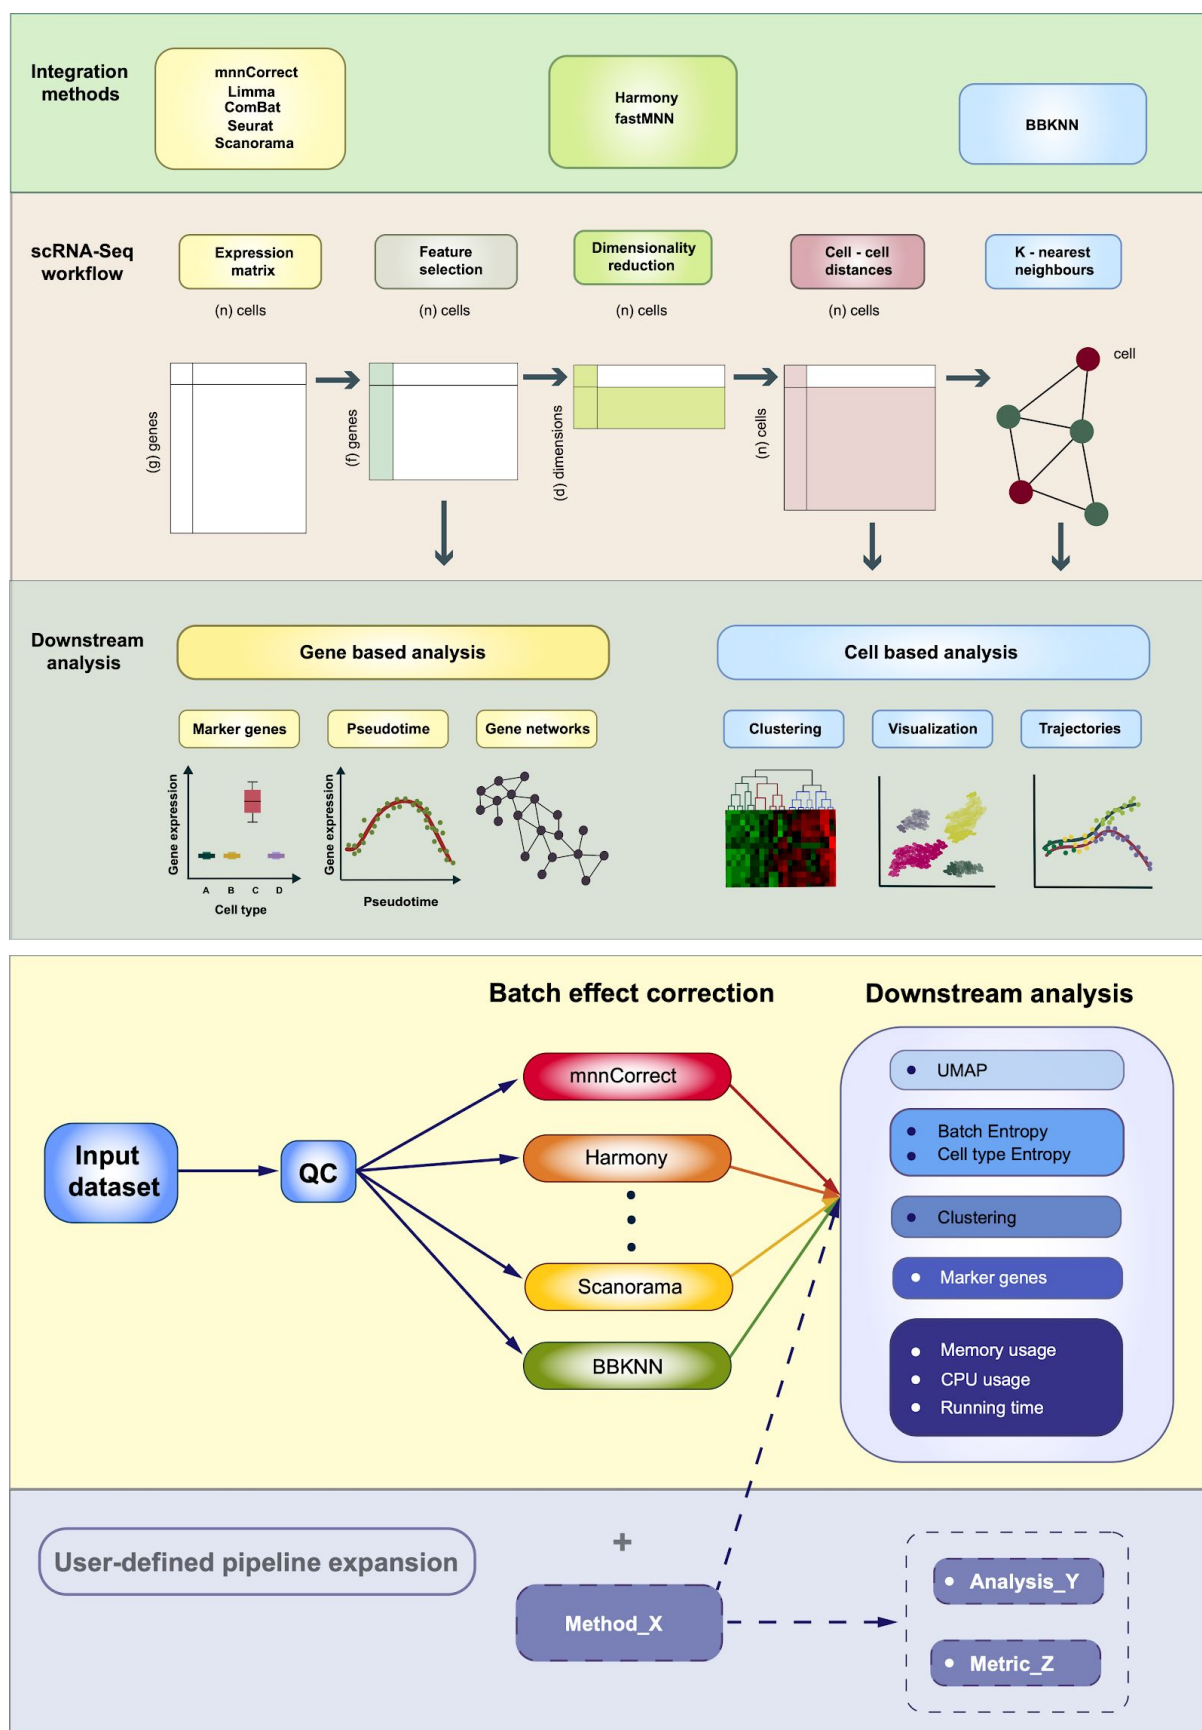 Integration
methods
mnnCorrect
Limma
ComBat
Seurat
Scanorama
Harmony
fastMNN
BBKNN
scRNA-Seq
workflow
Expression
matrix
Feature
selection
Dimensionality
reduction
Cell - cell
distances
K - nearest
neighbours
(n) cells
(n) cells
(n) cells
(n) cells
cell
(g) genes
(f) genes
(d) dimensions
(n) cells
Downstream
analysis
Gene based analysis
Cell based analysis
Marker genes
Pseudotime
Gene networks
Clustering
Visualization
Trajectories
Gene expression
A B C D
Cell type
Gene expression
Pseudotime
Batch effect correction
Downstream analysis
Input
dataset
QC
mnnCorrect
Harmony
Scanorama
BBKNN
UMAP
Batch Entropy
Cell type Entropy
Clustering
Marker genes
Memory usage
CPU usage
Running time
User-defined pipeline expansion
+
Method_X
Analysis_Y
Metric_Z